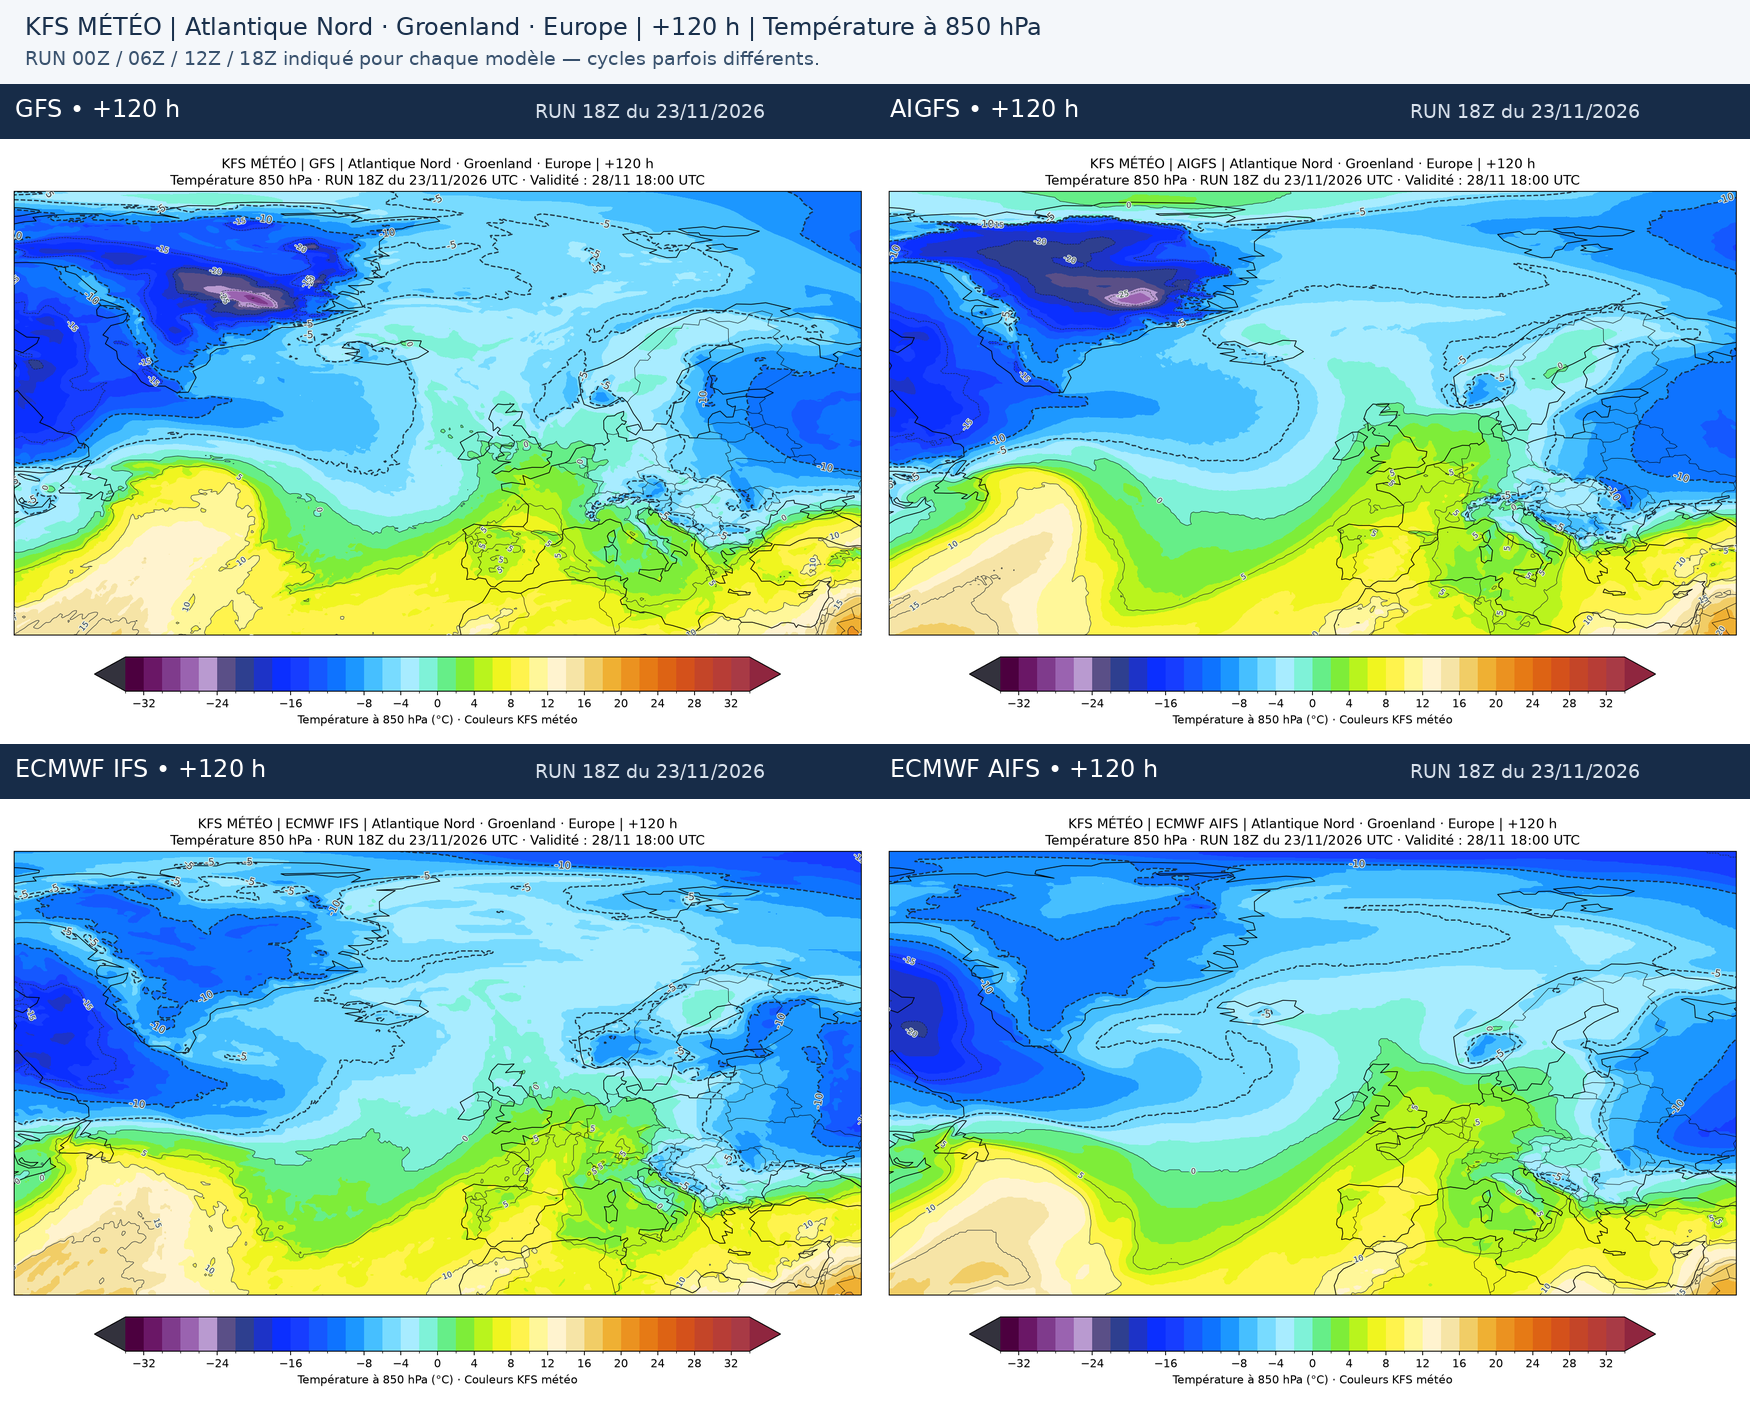 KFS MÉTÉO | Atlantique Nord · Groenland · Europe | +120 h | Température à 850 hPa
RUN 00Z / 06Z / 12Z / 18Z indiqué pour chaque modèle — cycles parfois différents.
GFS • +120 h RUN 18Z du 23/11/2026
AIGFS • +120 h RUN 18Z du 23/11/2026
KFS MÉTÉO | GFS | Atlantique Nord · Groenland · Europe | +120 h
Température 850 hPa · RUN 18Z du 23/11/2026 UTC · Validité : 28/11 18:00 UTC
KFS MÉTÉO | AIGFS | Atlantique Nord · Groenland · Europe | +120 h
Température 850 hPa · RUN 18Z du 23/11/2026 UTC · Validité : 28/11 18:00 UTC
−32 −24 −16 −8 −4 0 4 8 12 16 20 24 28 32
Température à 850 hPa (°C) · Couleurs KFS météo
−32 −24 −16 −8 −4 0 4 8 12 16 20 24 28 32
Température à 850 hPa (°C) · Couleurs KFS météo
ECMWF IFS • +120 h RUN 18Z du 23/11/2026
ECMWF AIFS • +120 h RUN 18Z du 23/11/2026
KFS MÉTÉO | ECMWF IFS | Atlantique Nord · Groenland · Europe | +120 h
Température 850 hPa · RUN 18Z du 23/11/2026 UTC · Validité : 28/11 18:00 UTC
KFS MÉTÉO | ECMWF AIFS | Atlantique Nord · Groenland · Europe | +120 h
Température 850 hPa · RUN 18Z du 23/11/2026 UTC · Validité : 28/11 18:00 UTC
−32 −24 −16 −8 −4 0 4 8 12 16 20 24 28 32
Température à 850 hPa (°C) · Couleurs KFS météo
−32 −24 −16 −8 −4 0 4 8 12 16 20 24 28 32
Température à 850 hPa (°C) · Couleurs KFS météo